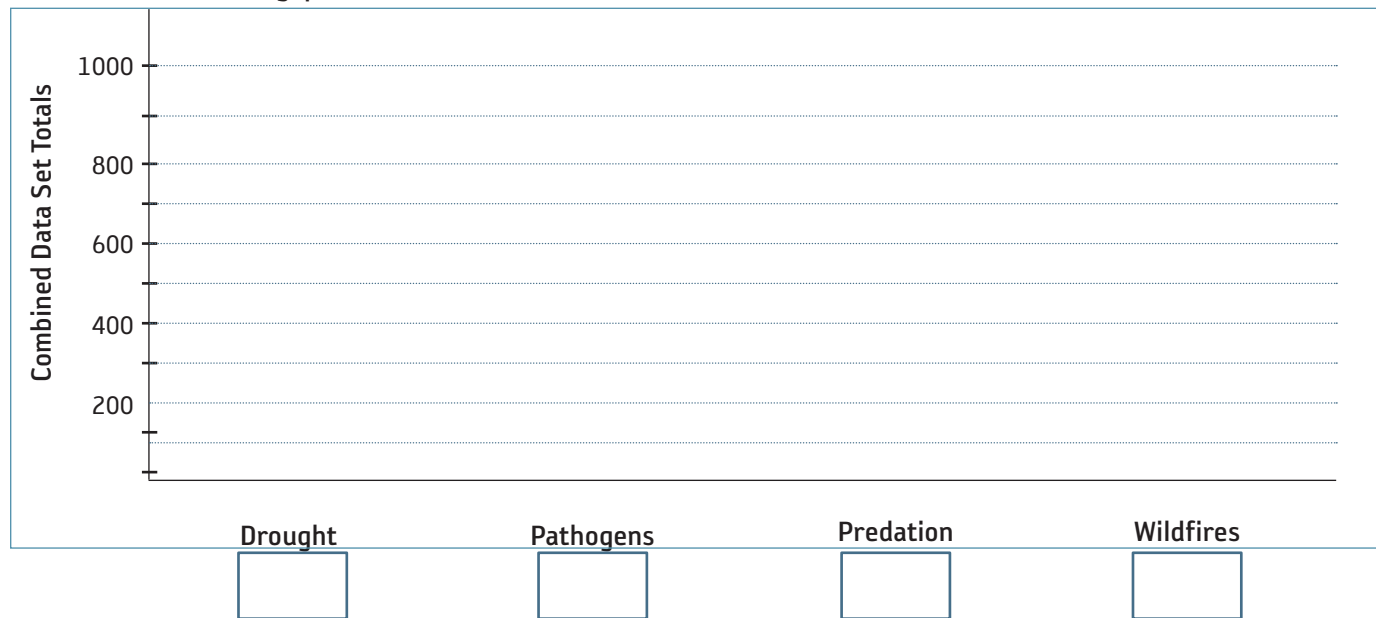 1000
800
600
400
200
Combined Data Set Totals
Drought
Pathogens
Predation
Wildfires